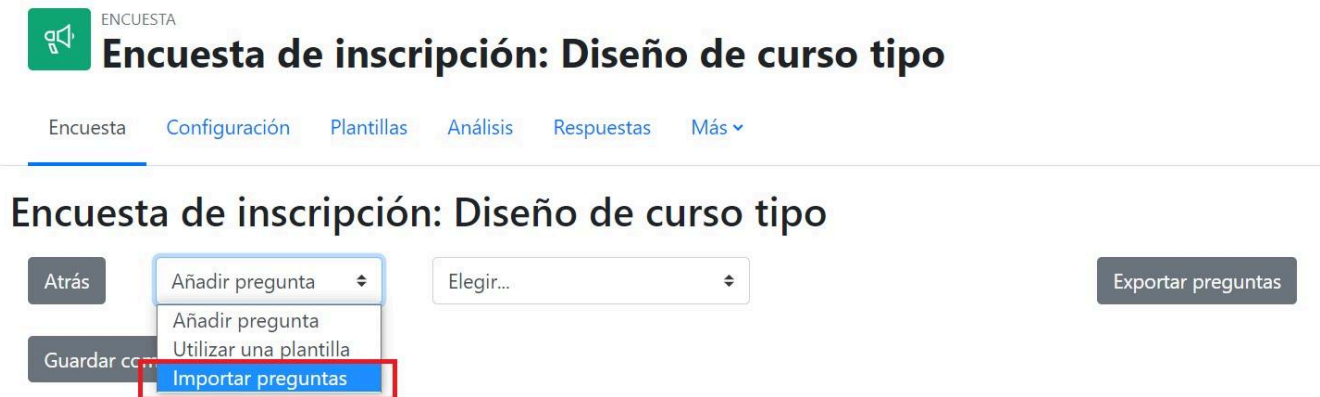 ENCUESTA
Encuesta de inscripción: Diseño de curso tipo
Encuesta Configuración Plantillas Análisis Respuestas Más
Encuesta de inscripción: Diseño de curso tipo
Atrás Añadir pregunta Elegir... Exportar preguntas
Añadir pregunta
Guardar Utilizar una plantilla
Importar preguntas